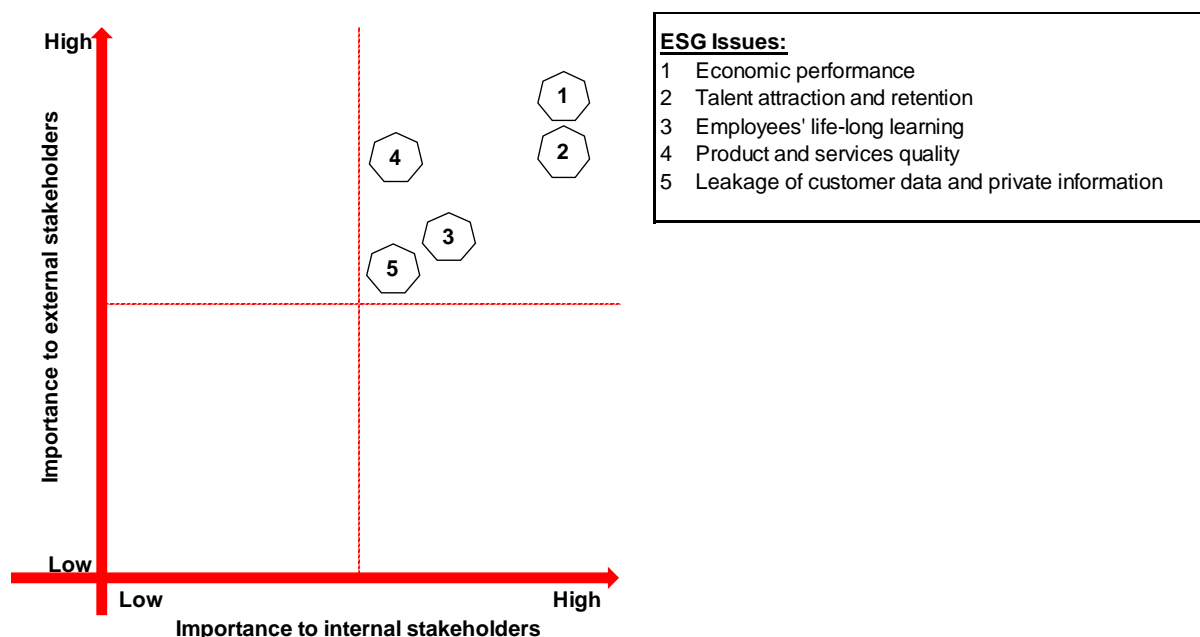 High
Importance to external stakeholders
1
2
4
3
5
Low
Low
High
Importance to internal stakeholders
ESG Issues:
1 Economic performance
2 Talent attraction and retention
3 Employees' life-long learning
4 Product and services quality
5 Leakage of customer data and private information